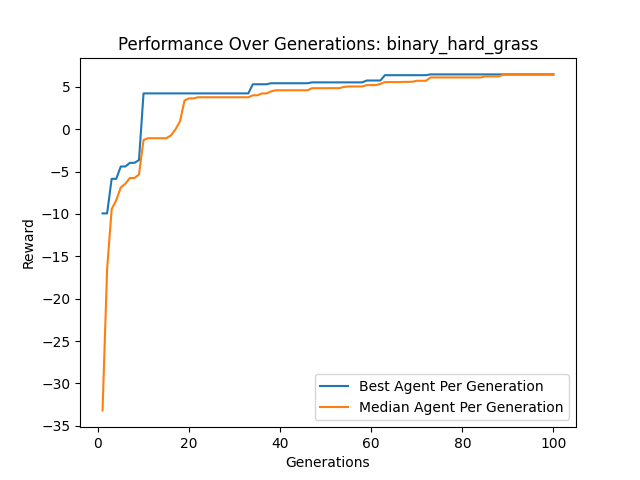 Performance Over Generations: binary_hard_grass
5
0
−5
−10
−15
−20
−25
−30
−35
Reward
Best Agent Per Generation
Median Agent Per Generation
0 20 40 60 80 100
Generations